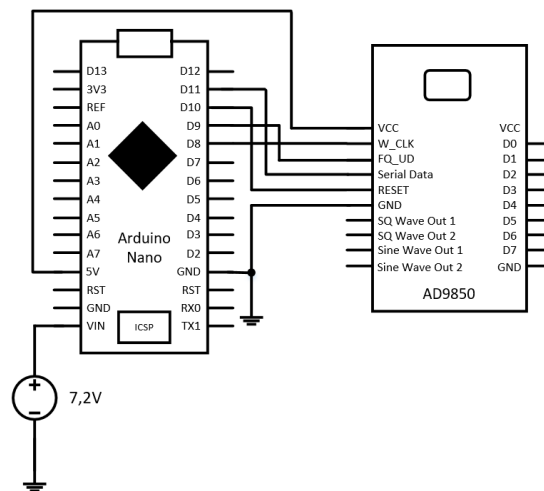 D13
3V3
REF
A0
A1
A2
A3
A4
A5
A6
A7
5V
RST
GND
VIN
D12
D11
D10
D9
D8
D7
D6
D5
D4
D3
D2
GND
RST
RX0
TX1
Arduino
Nano
ICSP
7,2V
VCC
W_CLK
FQ_UD
Serial Data
RESET
GND
SQ Wave Out 1
SQ Wave Out 2
Sine Wave Out 1
Sine Wave Out 2
VCC
D0
D1
D2
D3
D4
D5
D6
D7
GND
AD9850